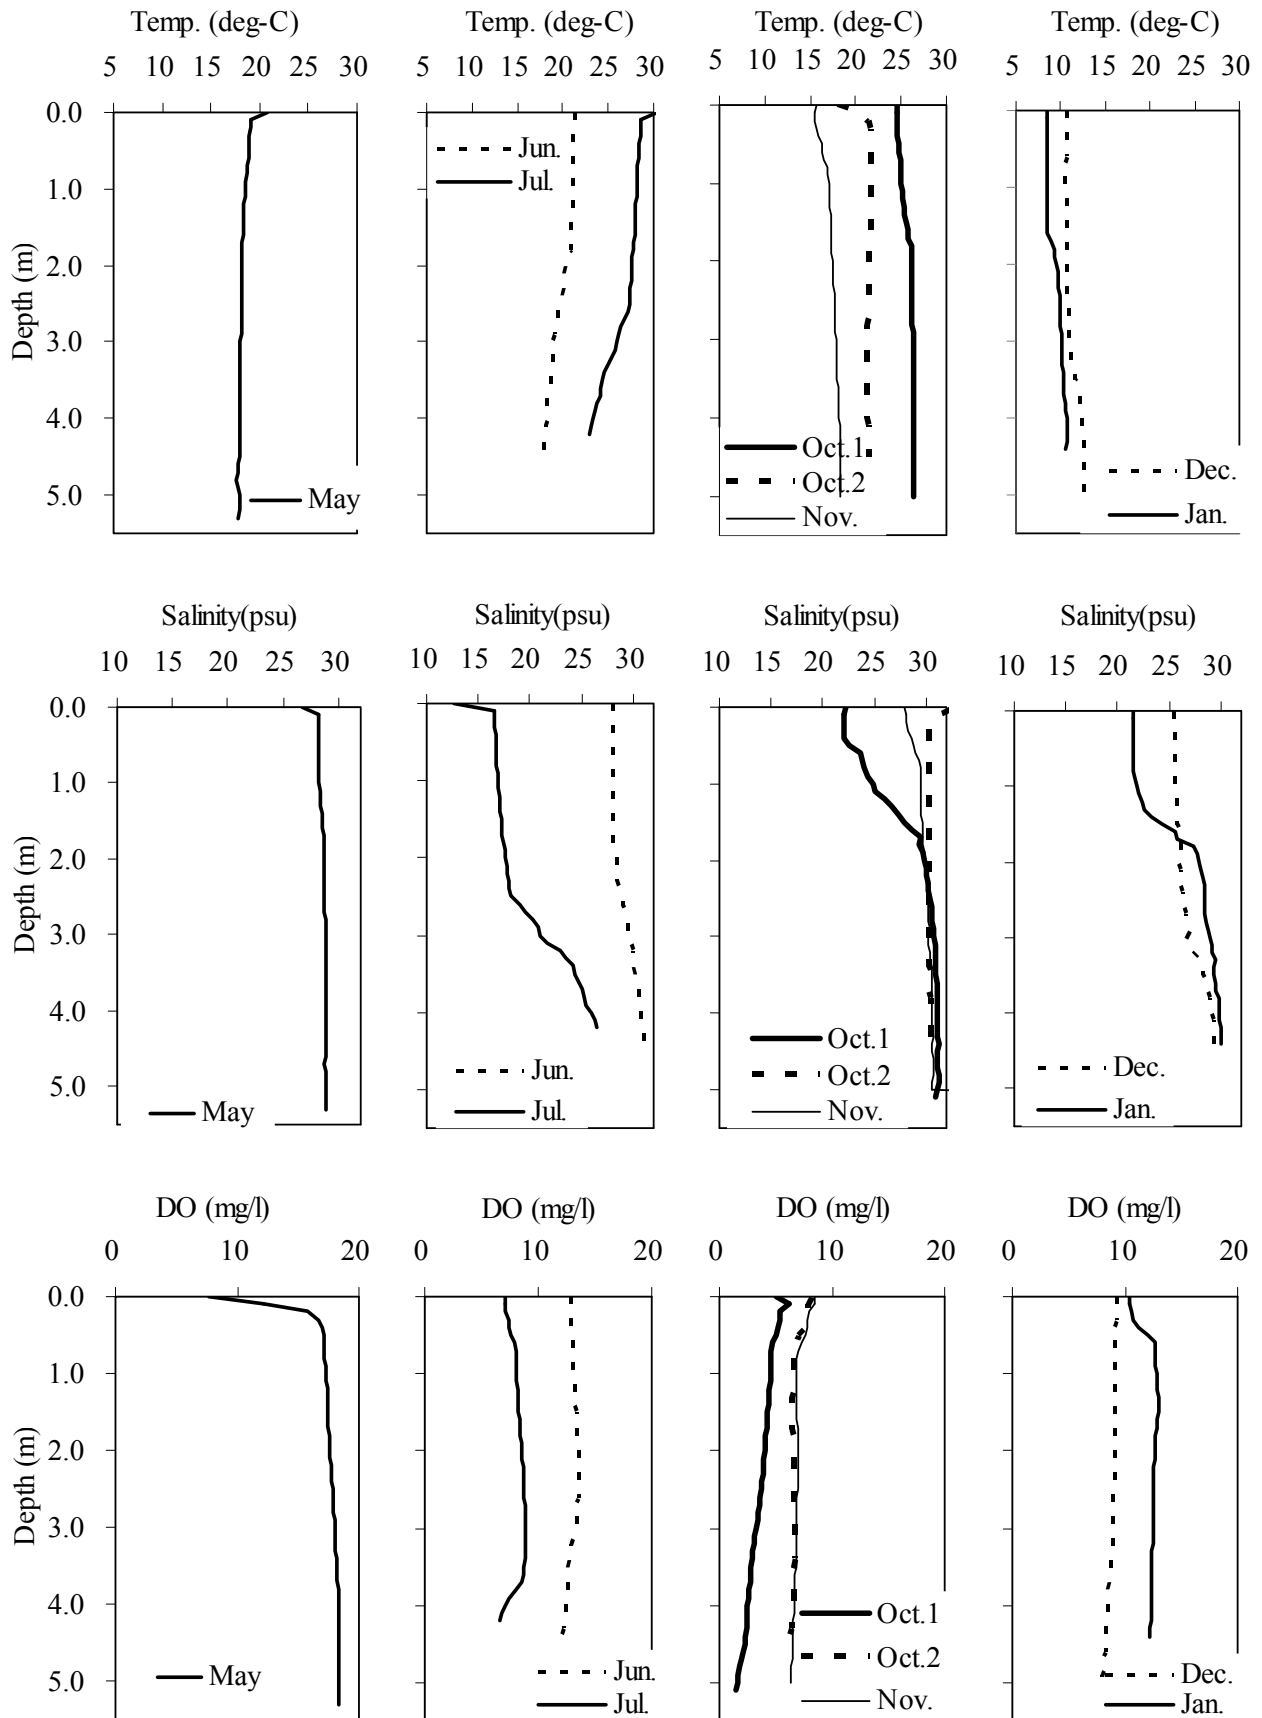 Temp. (deg-C) Temp. (deg-C) Temp. (deg-C) Temp. (deg-C)
5 10 15 20 25 30 5 10 15 20 25 30 5 10 15 20 25 30 5 10 15 20 25 30
0.0
Jun.
Jul.
1.0
2.0
Depth (m)
3.0
4.0
Oct.1
Oct.2
Nov.
Dec.
Jan.
5.0
May
Salinity(psu) Salinity(psu) Salinity(psu) Salinity(psu)
10 15 20 25 30 10 15 20 25 30 10 15 20 25 30 10 15 20 25 30
0.0
1.0
2.0
Depth (m)
3.0
4.0
5.0
May
Jun.
Jul.
Oct.1
Oct.2
Nov.
Dec.
Jan.
DO (mg/l) DO (mg/l) DO (mg/l) DO (mg/l)
0 10 20 0 10 20 0 10 20 0 10 20
0.0
1.0
2.0
Depth (m)
3.0
4.0
5.0
May
Jun.
Jul.
Oct.1
Oct.2
Nov.
Dec.
Jan.